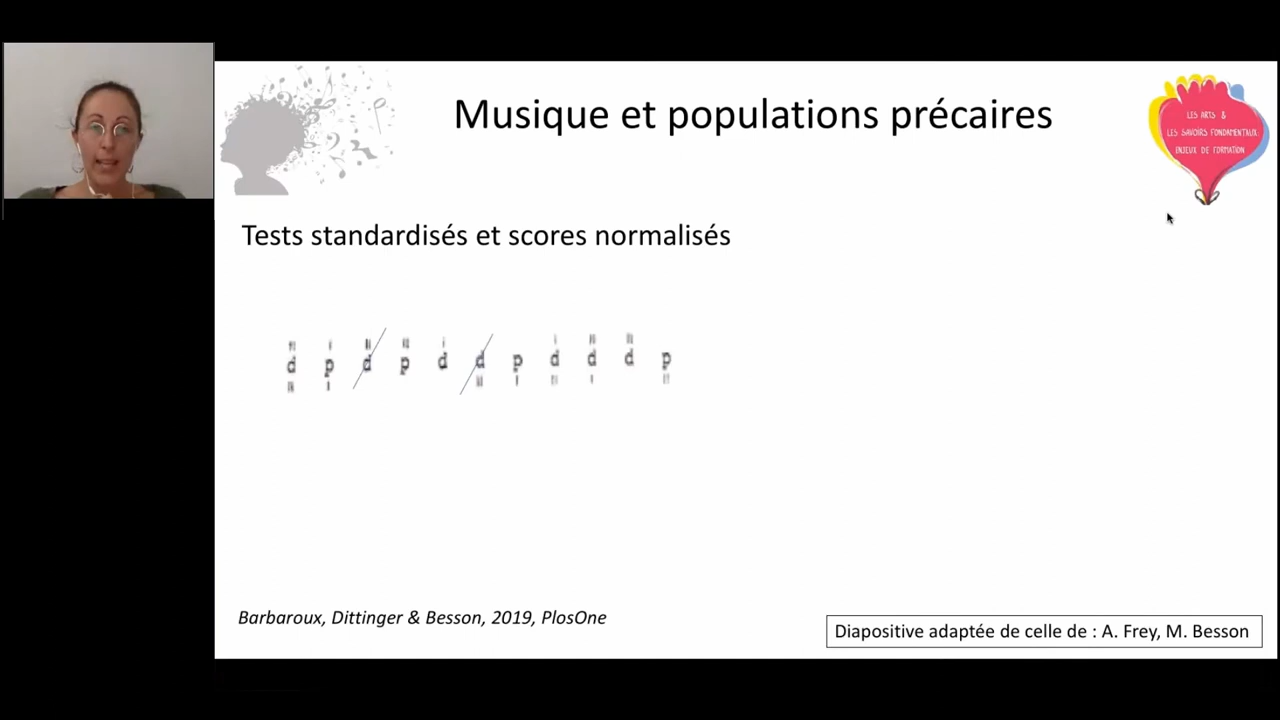 Musique et populations précaires
LES ARTS &
LES SAVOIRS FONDAMENTAUX
ENJEUX DE FORMATION
Tests standardisés et scores normalisés
d p d p d d p d d d p
Barbaroux, Dittinger & Besson, 2019, PlosOne
Diapositive adaptée de celle de : A. Frey, M. Besson